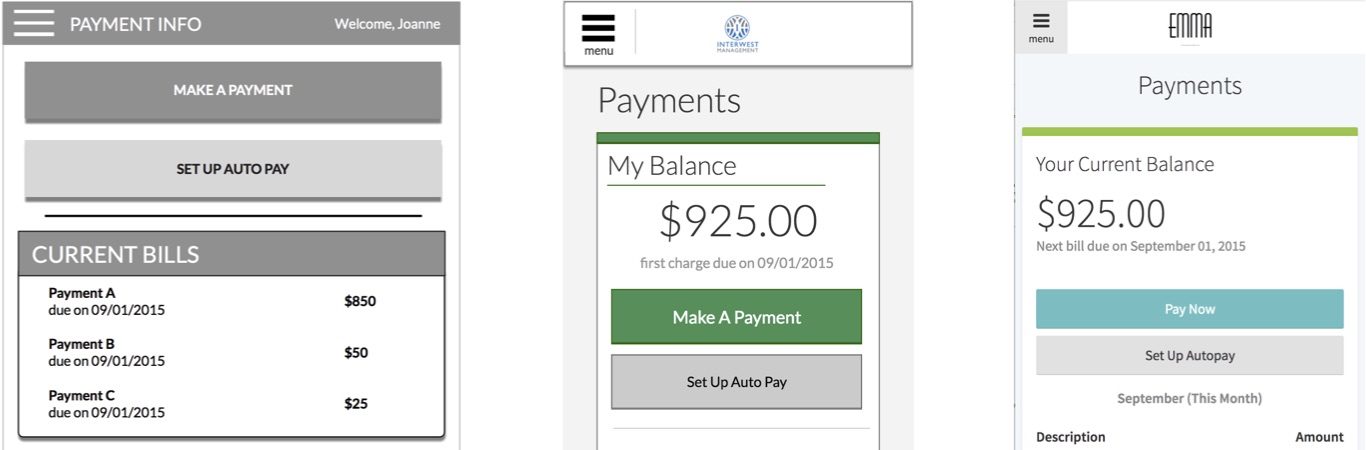 PAYMENT INFO
Welcome, Joanne
MAKE A PAYMENT
SET UP AUTO PAY
CURRENT BILLS
Payment A
due on 09/01/2015
$850
Payment B
due on 09/01/2015
$50
Payment C
due on 09/01/2015
$25
menu
INTERWEST
MANAGEMENT
Payments
My Balance
$925.00
first charge due on 09/01/2015
Make A Payment
Set Up Auto Pay
menu
EMMA
Payments
Your Current Balance
$925.00
Next bill due on September 01, 2015
Pay Now
Set Up Autopay
September (This Month)
Description Amount